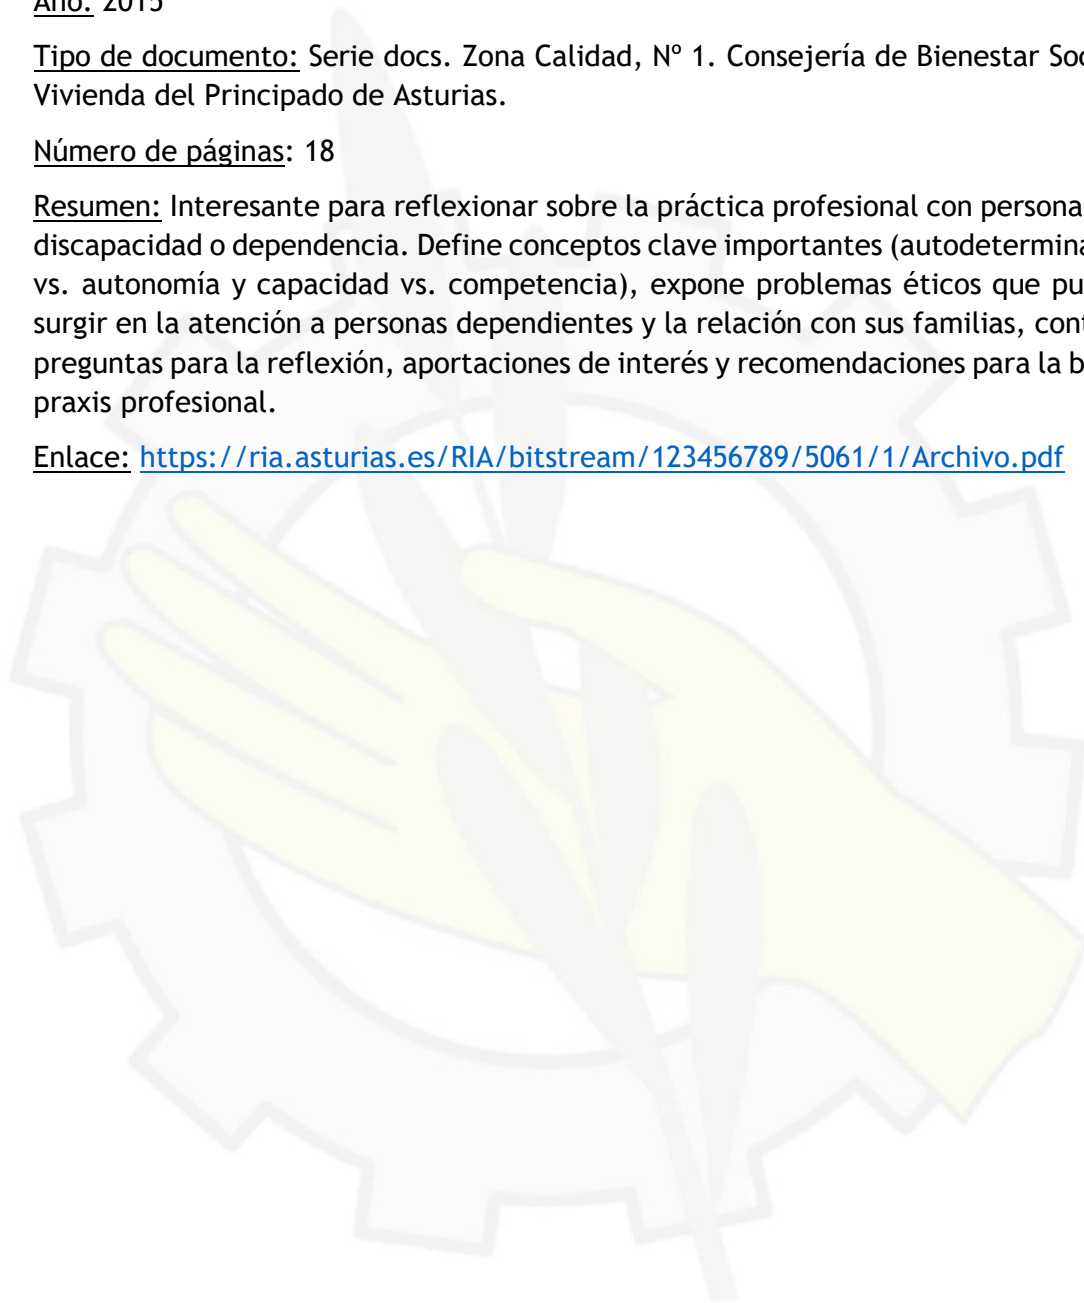 Año: 2015
Tipo de documento: Serie docs. Zona Calidad, Nº 1. Consejería de Bienestar Soc
Vivienda del Principado de Asturias.
Número de páginas: 18
Resumen: Interesante para reflexionar sobre la práctica profesional con persona
discapacidad o dependencia. Define conceptos clave importantes (autodetermina
vs. autonomía y capacidad vs. competencia), expone problemas éticos que pu
surgir en la atención a personas dependientes y la relación con sus familias, con
preguntas para la reflexión, aportaciones de interés y recomendaciones para la b
praxis profesional.
Enlace: https://ria.asturias.es/RIA/bitstream/123456789/5061/1/Archivo.pdf